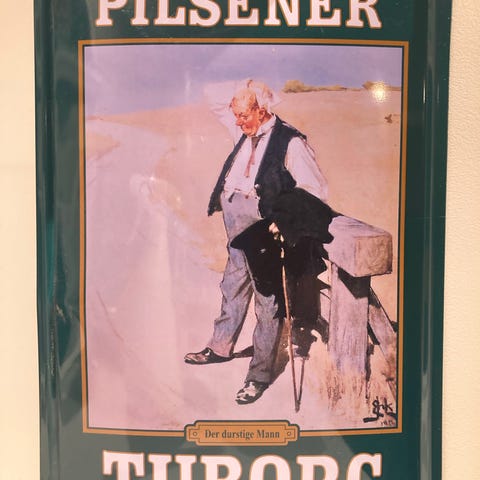 PILSENER
Der durstige Mann
TUBORG